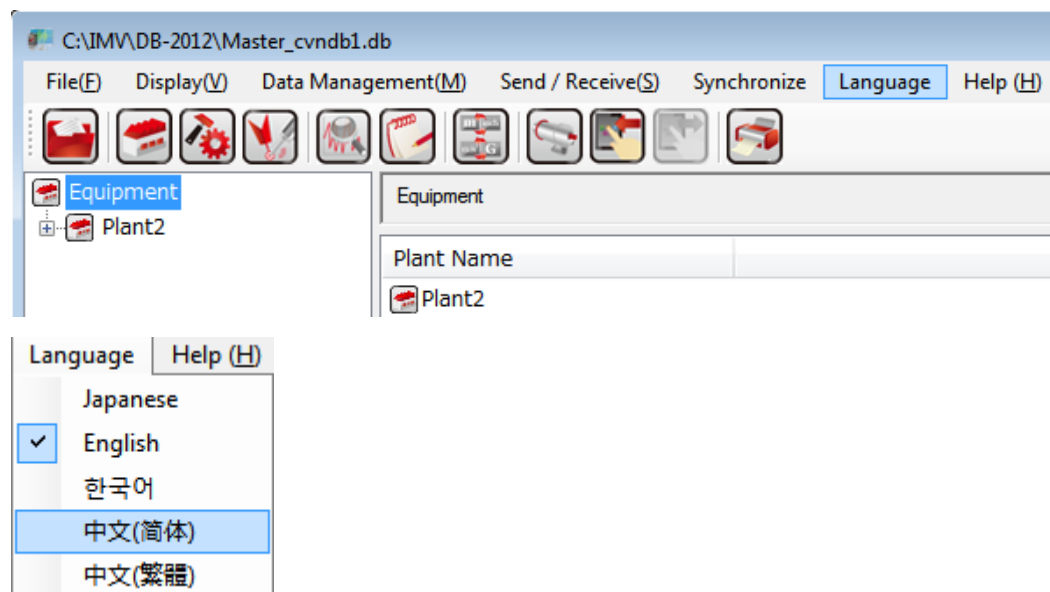 C:\IMV\DB-2012\Master_cvndb1.db
File(F) Display(V) Data Management(M) Send / Receive(S) Synchronize Language Help (H)
Equipment
Plant2
Equipment
Plant Name
Plant2
Language Help (H)
Japanese
English
한국어
中文(简体)
中文(繁體)